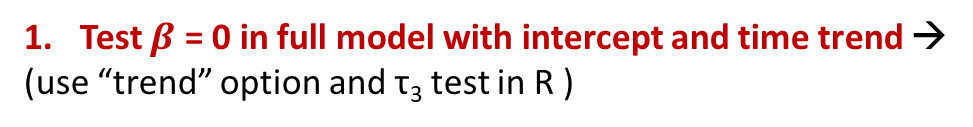 1. Test β = 0 in full model with intercept and time trend →
(use “trend” option and τ₃ test in R )